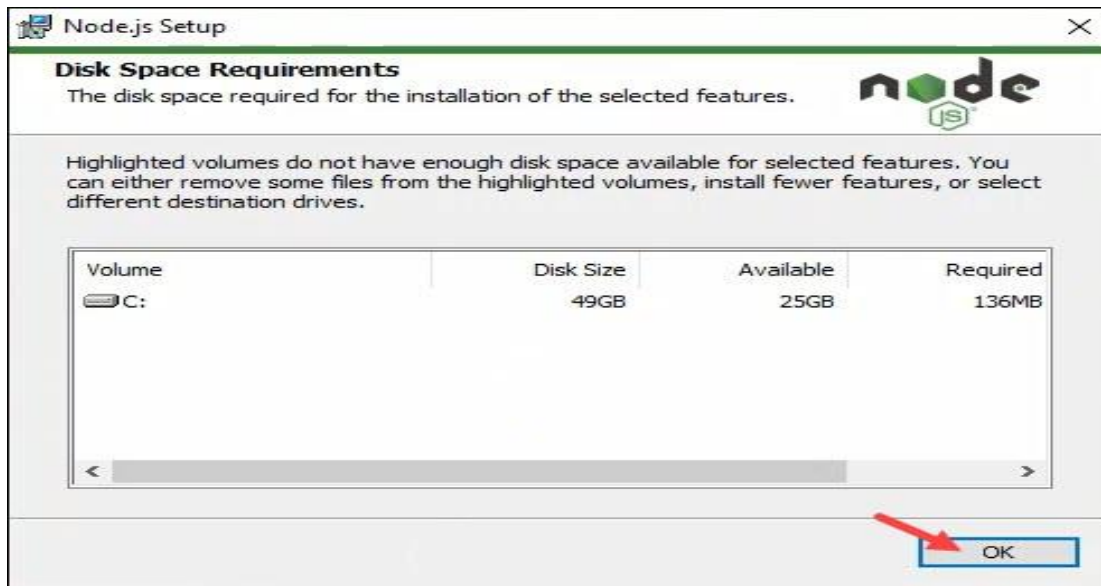 Node.js Setup
Disk Space Requirements
The disk space required for the installation of the selected features.
node
JS
Highlighted volumes do not have enough disk space available for selected features. You
can either remove some files from the highlighted volumes, install fewer features, or select
different destination drives.
Volume Disk Size Available Required
C: 49GB 25GB 136MB
OK